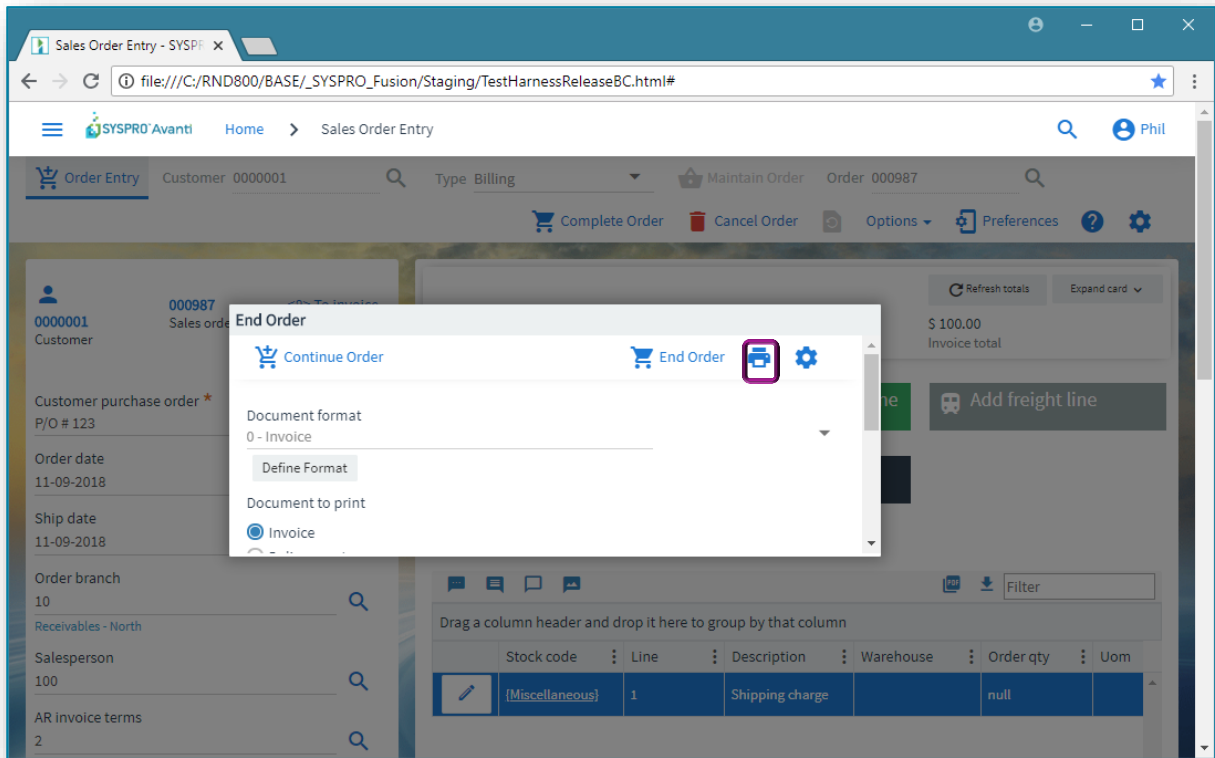 Sales Order Entry - SYSPR
file:///C:/RND800/BASE/_SYSPRO_Fusion/Staging/TestHarnessReleaseBC.html#
SYSPRO Avanti Home > Sales Order Entry Phil
Order Entry Customer 0000001 Type Billing Maintain Order Order 000987
Complete Order Cancel Order Options Preferences
0000001
Customer
000987
Sales orde
Refresh totals Expand card
$ 100.00
Invoice total
End Order
Continue Order End Order
Document format
0 - Invoice
Define Format
Document to print
Invoice
Customer purchase order *
P/O # 123
Order date
11-09-2018
Ship date
11-09-2018
Order branch
10
Receivables - North
Salesperson
100
AR invoice terms
2
ne
Add freight line
PDF Filter
Drag a column header and drop it here to group by that column
Stock code Line Description Warehouse Order qty Uom
{Miscellaneous} 1 Shipping charge null